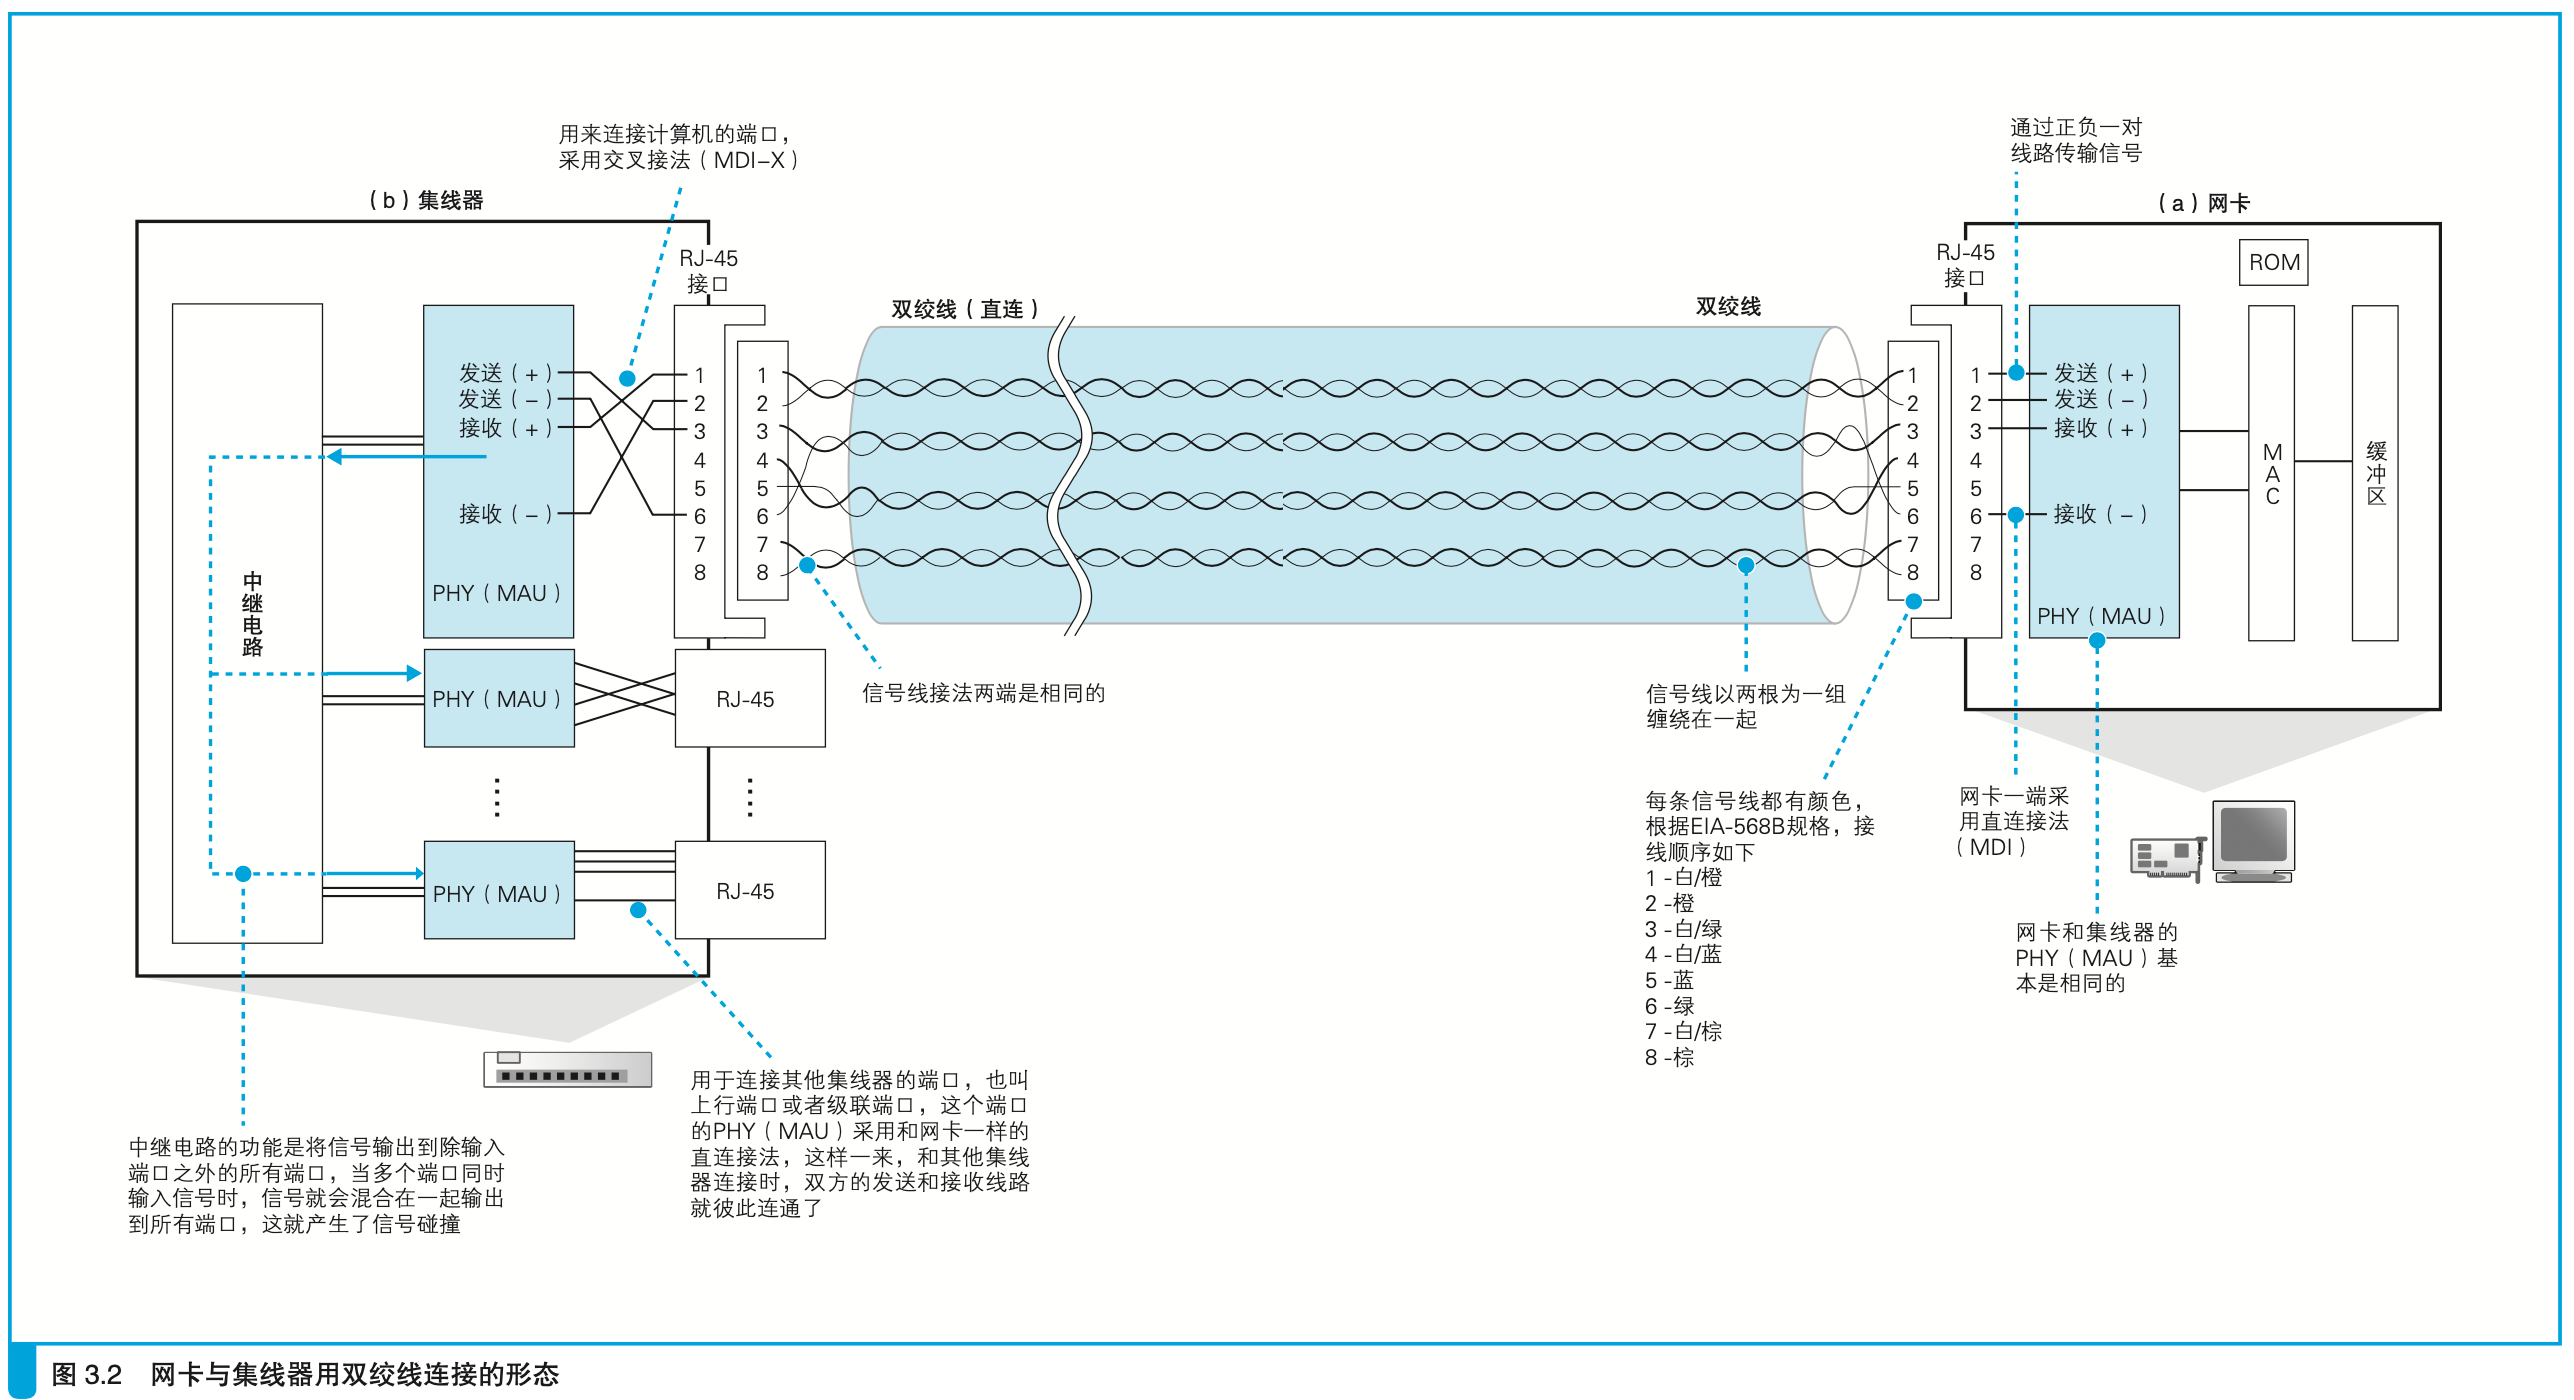 用来连接计算机的端口，
采用交叉接法（MDI–X）
（b）集线器
RJ-45
接口
发送（+）
发送（–）
接收（+）
接收（–）
PHY（MAU）
中继电路
1
2
3
4
5
6
7
8
1
2
3
4
5
6
7
8
PHY（MAU）
RJ-45
PHY（MAU）
RJ-45
双绞线（直连）
双绞线
信号线接法两端是相同的
信号线以两根为一组
缠绕在一起
通过正负一对
线路传输信号
（a）网卡
RJ-45
接口
ROM
1
2
3
4
5
6
7
8
1
2
3
4
5
6
7
8
发送（+）
发送（–）
接收（+）
接收（–）
PHY（MAU）
MAC
缓冲区
每条信号线都有颜色，
根据EIA-568B规格，接
线顺序如下
1 -白/橙
2 -橙
3 -白/绿
4 -白/蓝
5 -蓝
6 -绿
7 -白/棕
8 -棕
网卡一端采
用直连接法
（MDI）
网卡和集线器的
PHY（MAU）基
本是相同的
中继电路的功能是将信号输出到除输入
端口之外的所有端口，当多个端口同时
输入信号时，信号就会混合在一起输出
到所有端口，这就产生了信号碰撞
用于连接其他集线器的端口，也叫
上行端口或者级联端口，这个端口
的PHY（MAU）采用和网卡一样的
直连接法，这样一来，和其他集线
器连接时，双方的发送和接收线路
就彼此连通了
图 3.2 网卡与集线器用双绞线连接的形态